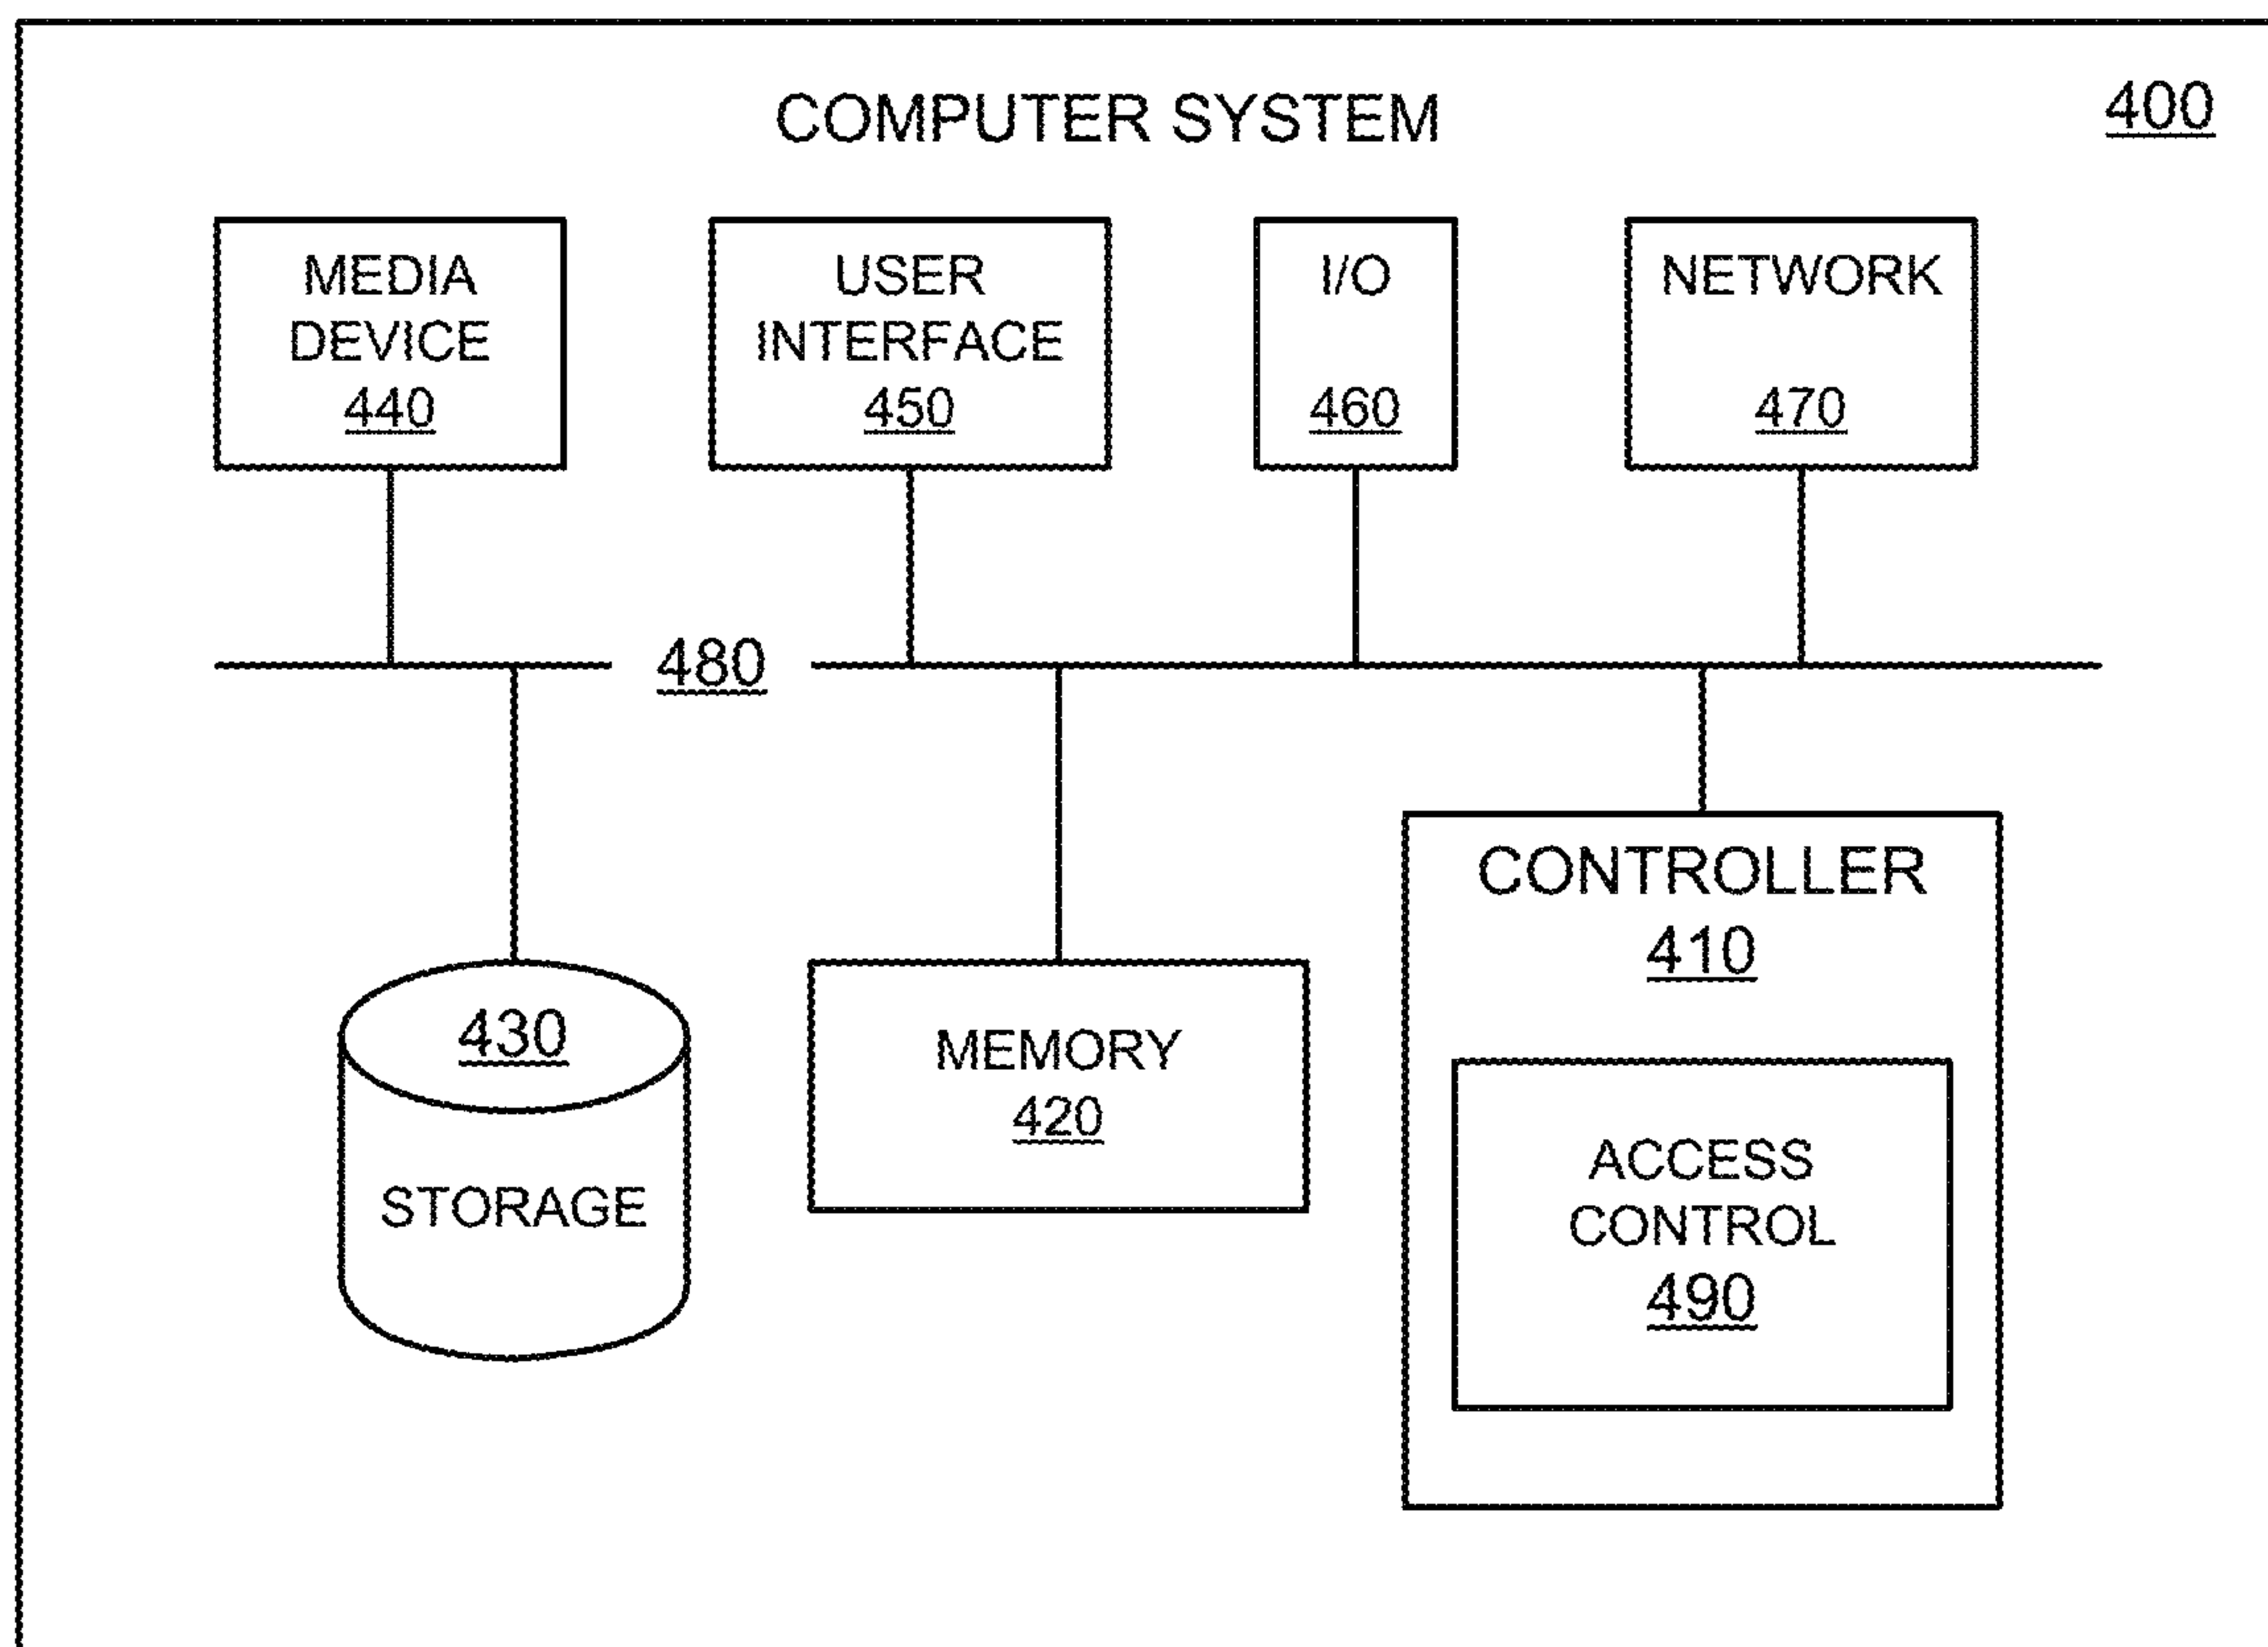 COMPUTER SYSTEM
400
MEDIA
DEVICE
440
USER
INTERFACE
450
I/O
460
NETWORK
470
480
430
STORAGE
MEMORY
420
CONTROLLER
410
ACCESS
CONTROL
490